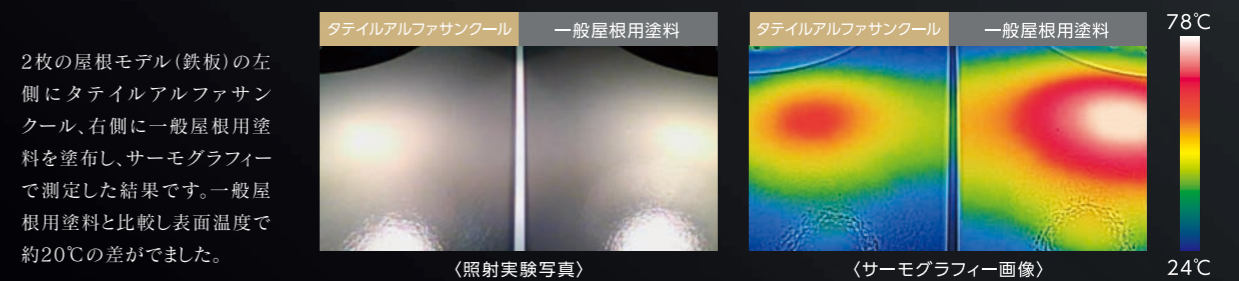 2枚の屋根モデル(鉄板)の左
側にタテイルアルファサン
クール、右側に一般屋根用塗
料を塗布し、サーモグラフィー
で測定した結果です。一般屋
根用塗料と比較し表面温度で
約20℃の差がでました。
タテイルアルファサンクール 一般屋根用塗料
〈照射実験写真〉
タテイルアルファサンクール 一般屋根用塗料
〈サーモグラフィー画像〉
78℃
24℃